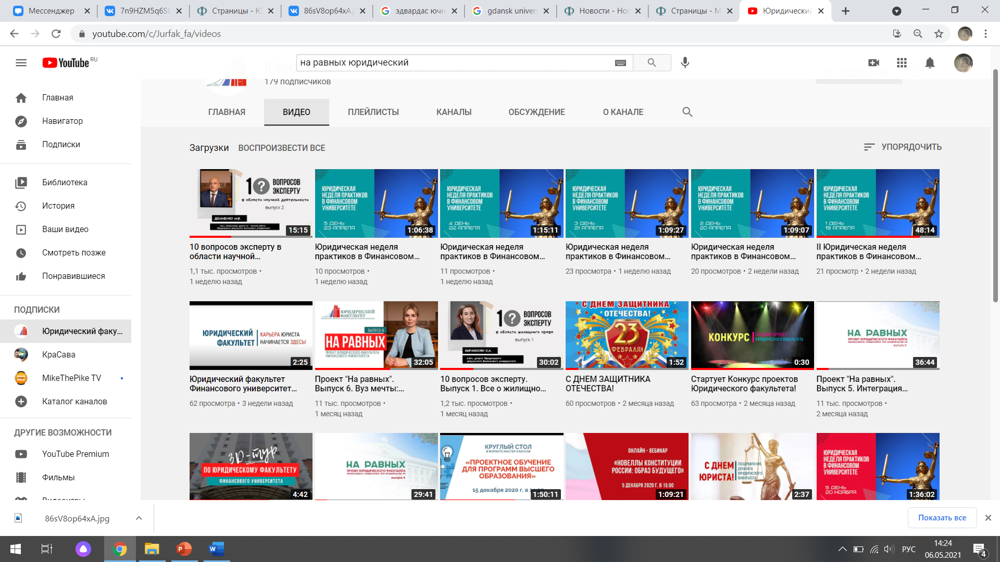 Мессенджер
7n9HZM5q6S
Страницы - Ю
86sV8op64xA.j
эдвардас ючн
gdansk univer
Новости - Но
Страницы - М
Юридический
youtube.com/c/Jurfak_fa/videos
YouTube RU
на равных юридический
179 подписчиков
Главная
Навигатор
Подписки
Библиотека
История
Ваши видео
Смотреть позже
Понравившиеся
ПОДПИСКИ
Юридический факу...
КраСава
MikeThePike TV
Каталог каналов
ДРУГИЕ ВОЗМОЖНОСТИ
YouTube Premium
Фильмы
Видеоигры
ГЛАВНАЯ
ВИДЕО
ПЛЕЙЛИСТЫ
КАНАЛЫ
ОБСУЖДЕНИЕ
О КАНАЛЕ
Загрузки
ВОСПРОИЗВЕСТИ ВСЕ
УПОРЯДОЧИТЬ
1? ВОПРОСОВ
ЭКСПЕРТУ
в области научной деятельности
выпуск 2
ДЕМЧЕНКО М.В.
15:15
10 вопросов эксперту в
области научной...
1,1 тыс. просмотров •
1 неделю назад
ЮРИДИЧЕСКАЯ
НЕДЕЛЯ ПРАКТИКОВ
В ФИНАНСОВОМ
УНИВЕРСИТЕТЕ
5 ДЕНЬ
23 АПРЕЛЯ
1:06:38
Юридическая неделя
практиков в Финансовом...
10 просмотров •
1 неделю назад
ЮРИДИЧЕСКАЯ
НЕДЕЛЯ ПРАКТИКОВ
В ФИНАНСОВОМ
УНИВЕРСИТЕТЕ
4 ДЕНЬ
22 АПРЕЛЯ
1:15:11
Юридическая неделя
практиков в Финансовом...
11 просмотров •
1 неделю назад
ЮРИДИЧЕСКАЯ
НЕДЕЛЯ ПРАКТИКОВ
В ФИНАНСОВОМ
УНИВЕРСИТЕТЕ
3 ДЕНЬ
21 АПРЕЛЯ
1:09:27
Юридическая неделя
практиков в Финансовом...
23 просмотра • 1 неделю назад
ЮРИДИЧЕСКАЯ
НЕДЕЛЯ ПРАКТИКОВ
В ФИНАНСОВОМ
УНИВЕРСИТЕТЕ
2 ДЕНЬ
20 АПРЕЛЯ
1:09:07
Юридическая неделя
практиков в Финансовом...
20 просмотров • 2 недели назад
ЮРИДИЧЕСКАЯ
НЕДЕЛЯ ПРАКТИКОВ
В ФИНАНСОВОМ
УНИВЕРСИТЕТЕ
1 ДЕНЬ
19 АПРЕЛЯ
48:14
II Юридическая неделя
практиков в Финансовом...
21 просмотр • 2 недели назад
ЮРИДИЧЕСКИЙ
ФАКУЛЬТЕТ
КАРЬЕРА ЮРИСТА
НАЧИНАЕТСЯ ЗДЕСЬ!
2:25
Юридический факультет
Финансового университет...
62 просмотра • 3 недели назад
ЮРИДИЧЕСКИЙ
ФАКУЛЬТЕТ
ВЫПУСК 6
НА РАВНЫХ
ПРОЕКТ ЮРИДИЧЕСКОГО ФАКУЛЬТЕТА
ФИНАНСОВОГО УНИВЕРСИТЕТА
32:05
Проект "На равных".
Выпуск 6. Вуз мечты:...
11 тыс. просмотров •
1 месяц назад
1? ВОПРОСОВ
ЭКСПЕРТУ
в области жилищного права
выпуск 1
КИРАКОСЯН С.А.
30:02
10 вопросов эксперту.
Выпуск 1. Все о жилищно...
1,2 тыс. просмотров •
1 месяц назад
С ДНЕМ ЗАЩИТНИКА
ОТЕЧЕСТВА!
23
ФЕВРАЛЯ!
1:52
С ДНЕМ ЗАЩИТНИКА
ОТЕЧЕСТВА!
60 просмотров • 2 месяца назад
КОНКУРС
ЛУЧШИЙ ПРОЕКТ
ЮРИДИЧЕСКОГО ФАКУЛЬТЕТА
0:30
Стартует Конкурс проектов
Юридического факультета!
63 просмотра • 2 месяца назад
НА РАВНЫХ
ПРОЕКТ ЮРИДИЧЕСКОГО ФАКУЛЬТЕТА
ФИНАНСОВОГО УНИВЕРСИТЕТА ПРИ ПРАВИТЕЛЬСТВЕ РФ
выпуск 5
36:44
Проект "На равных".
Выпуск 5. Интеграция...
11 тыс. просмотров •
2 месяца назад
3D-тур
ПО ЮРИДИЧЕСКОМУ ФАКУЛЬТЕТУ
ФИНАНСОВОГО УНИВЕРСИТЕТА
4:42
НА РАВНЫХ
ПРОЕКТ ЮРИДИЧЕСКОГО ФАКУЛЬТЕТА
ФИНАНСОВОГО УНИВЕРСИТЕТА ПРИ ПРАВИТЕЛЬСТВЕ РФ
выпуск 4
29:41
КРУГЛЫЙ СТОЛ
В ФОРМАТЕ МАСТЕР-КЛАССОВ
«ПРОЕКТНОЕ ОБУЧЕНИЕ
ДЛЯ ПРОГРАММ ВЫСШЕГО
ОБРАЗОВАНИЯ»
15 декабря 2020 г. в
1:50:11
ОНЛАЙН - ВЕБИНАР
«НОВЕЛЛЫ КОНСТИТУЦИИ
РОССИИ: ОБРАЗ БУДУЩЕГО»
5 ДЕКАБРЯ 2020 Г. В 15:00
1:09:21
С ДНЕМ
ЮРИСТА!
ПОЗДРАВЛЕНИЕ
ДЕКАНАТА
ЮРИДИЧЕСКОГО
ФАКУЛЬТЕТА
2:37
ЮРИДИЧЕСКАЯ
НЕДЕЛЯ ПРАКТИКОВ
В ФИНАНСОВОМ
УНИВЕРСИТЕТЕ
5 ДЕНЬ
20 НОЯБРЯ
1:36:02
86sV8op64xA.jpg
Показать все
РУС
14:24
06.05.2021
4